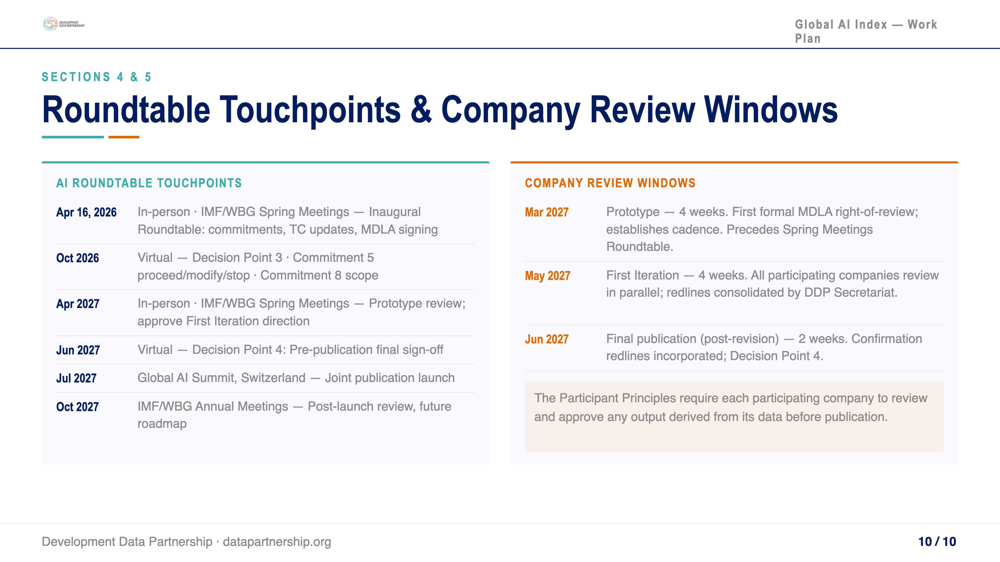 DEVELOPMENT
DATA PARTNERSHIP
Global AI Index — Work
Plan
SECTIONS 4 & 5
Roundtable Touchpoints & Company Review Windows
AI ROUNDTABLE TOUCHPOINTS
Apr 16, 2026 In-person · IMF/WBG Spring Meetings — Inaugural
Roundtable: commitments, TC updates, MDLA signing
Oct 2026 Virtual — Decision Point 3 · Commitment 5
proceed/modify/stop · Commitment 8 scope
Apr 2027 In-person · IMF/WBG Spring Meetings — Prototype review;
approve First Iteration direction
Jun 2027 Virtual — Decision Point 4: Pre-publication final sign-off
Jul 2027 Global AI Summit, Switzerland — Joint publication launch
Oct 2027 IMF/WBG Annual Meetings — Post-launch review, future
roadmap
COMPANY REVIEW WINDOWS
Mar 2027 Prototype — 4 weeks. First formal MDLA right-of-review;
establishes cadence. Precedes Spring Meetings
Roundtable.
May 2027 First Iteration — 4 weeks. All participating companies review
in parallel; redlines consolidated by DDP Secretariat.
Jun 2027 Final publication (post-revision) — 2 weeks. Confirmation
redlines incorporated; Decision Point 4.
The Participant Principles require each participating company to review
and approve any output derived from its data before publication.
Development Data Partnership · datapartnership.org
10 / 10